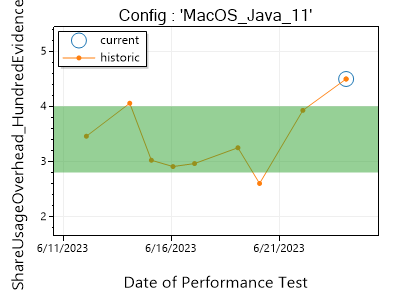 Config : 'MacOS_Java_11'
current
historic
ShareUsageOverhead_HundredEvidence
5
4
3
2
6/11/2023
6/16/2023
6/21/2023
Date of Performance Test